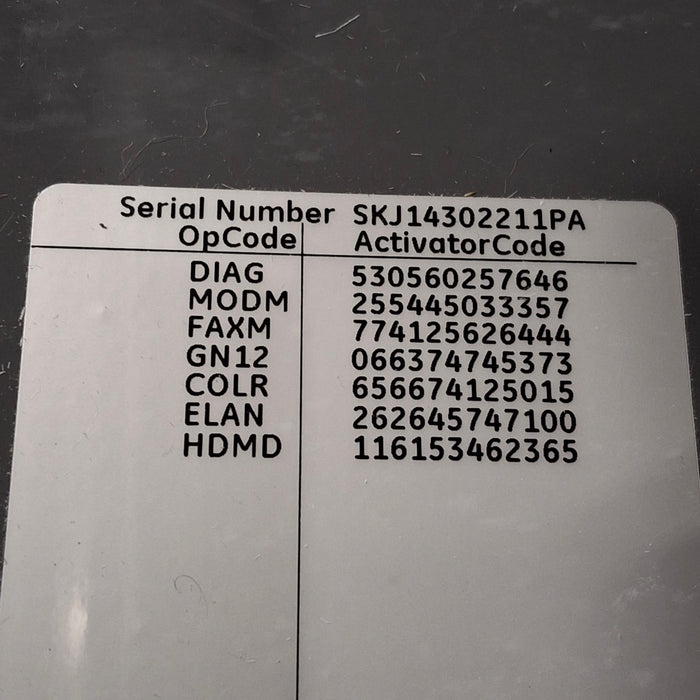 Serial Number SKJ14302211PA
OpCode ActivatorCode
DIAG 530560257646
MODM 255445033357
FAXM 774125626444
GN12 066374745373
COLR 656674125015
ELAN 262645747100
HDMD 116153462365